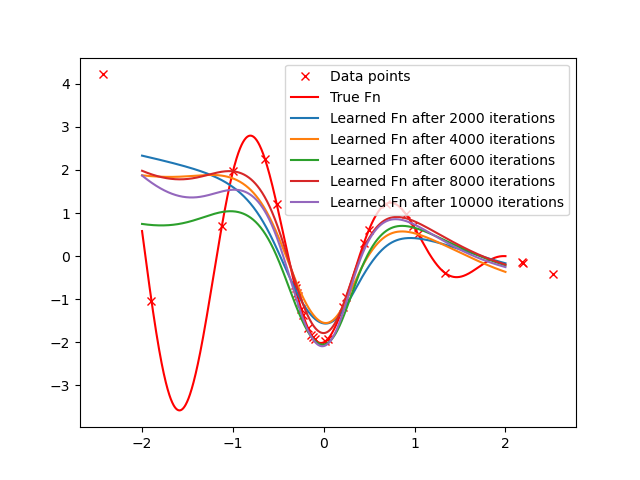 Data points
True Fn
Learned Fn after 2000 iterations
Learned Fn after 4000 iterations
Learned Fn after 6000 iterations
Learned Fn after 8000 iterations
Learned Fn after 10000 iterations
4
3
2
1
0
−1
−2
−3
−2 −1 0 1 2